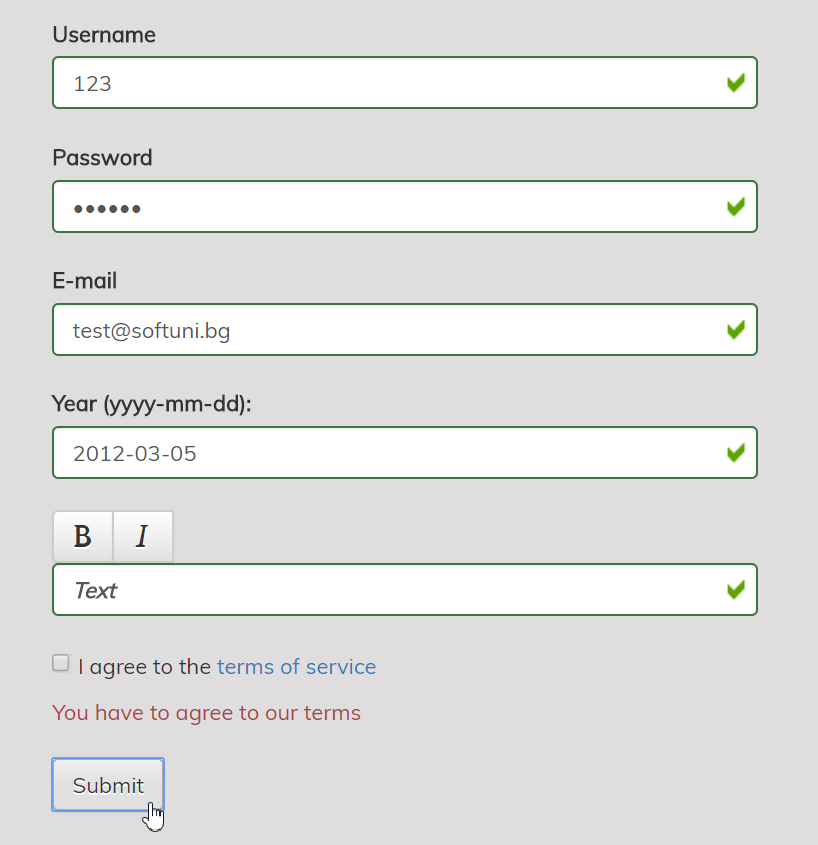 Username
123
Password
••••••
E-mail
test@softuni.bg
Year (yyyy-mm-dd):
2012-03-05
B I
Text
I agree to the terms of service
You have to agree to our terms
Submit